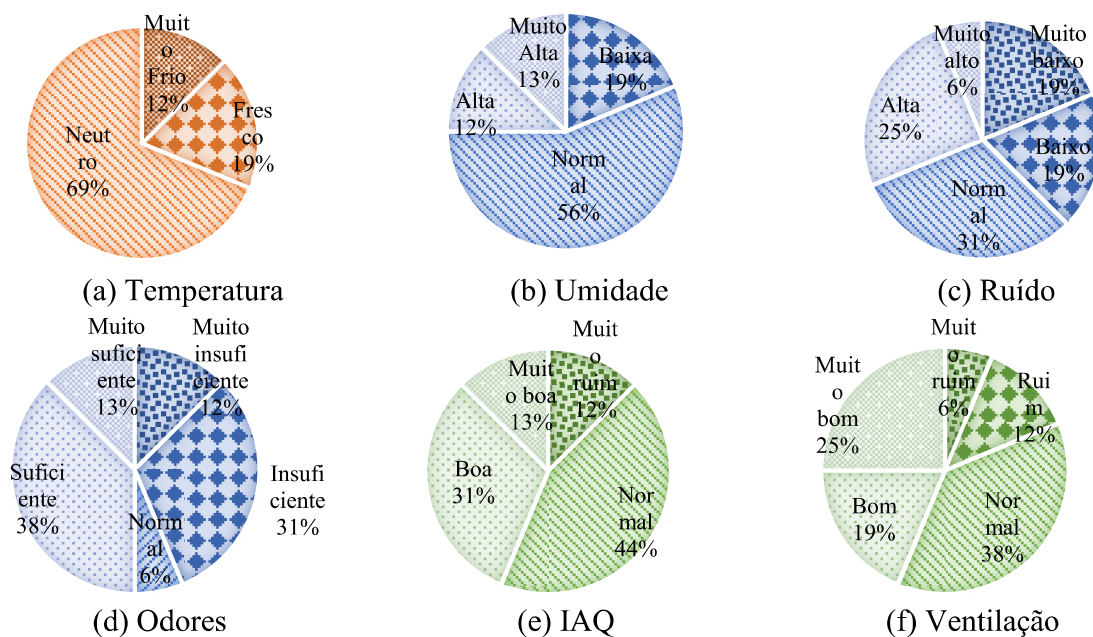 Muit
o
Frio
12%
Fres
co
19%
Neut
ro
69%
(a) Temperatura
Muito
Alta
13%
Baixa
19%
Alta
12%
Norm
al
56%
(b) Umidade
Muito
alto
6%
Muito
baixo
19%
Alta
25%
Baixo
19%
Norm
al
31%
(c) Ruído
Muito
sufici
ente
13%
Muito
insufi
ciente
12%
Sufici
ente
38%
Norm
al
6%
Insufi
ciente
31%
(d) Odores
Muit
o boa
13%
Muit
o
ruim
12%
Boa
31%
Nor
mal
44%
(e) IAQ
Muit
o
bom
25%
Muit
o
ruim
6%
Rui
m
12%
Bom
19%
Nor
mal
38%
(f) Ventilação